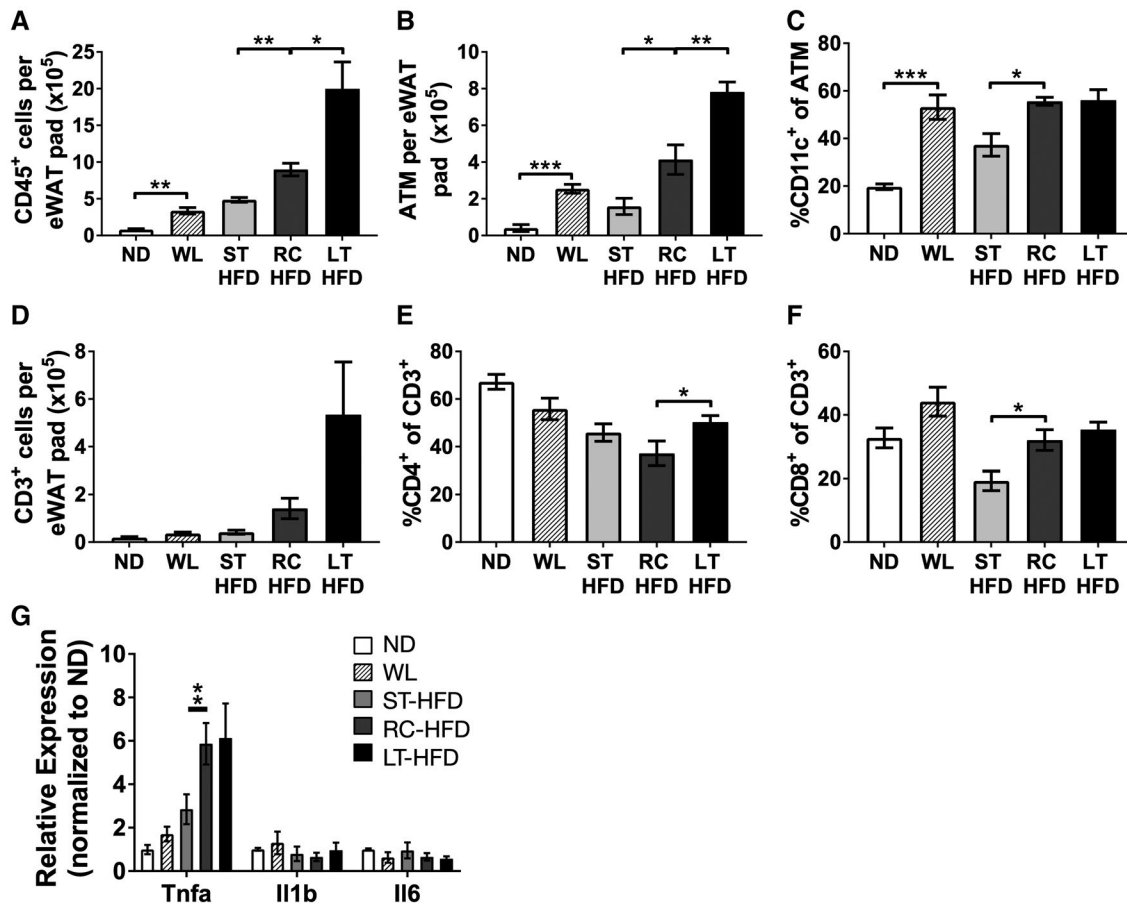 A
CD45⁺ cells per
eWAT pad (x10⁵)
25
20
15
10
5
0
**
**
*
ND WL ST RC LT
HFD HFD HFD
B
ATM per eWAT
pad (x10⁵)
10
8
6
4
2
0
***
*
**
ND WL ST RC LT
HFD HFD HFD
C
%CD11c⁺ of ATM
80
60
40
20
0
***
*
ND WL ST RC LT
HFD HFD HFD
D
CD3⁺ cells per
eWAT pad (x10⁵)
8
6
4
2
0
ND WL ST RC LT
HFD HFD HFD
E
%CD4⁺ of CD3⁺
80
60
40
20
0
*
ND WL ST RC LT
HFD HFD HFD
F
%CD8⁺ of CD3⁺
60
40
20
0
*
ND WL ST RC LT
HFD HFD HFD
G
Relative Expression
(normalized to ND)
10
8
6
4
2
0
**
Tnfa Il1b Il6
ND
WL
ST-HFD
RC-HFD
LT-HFD